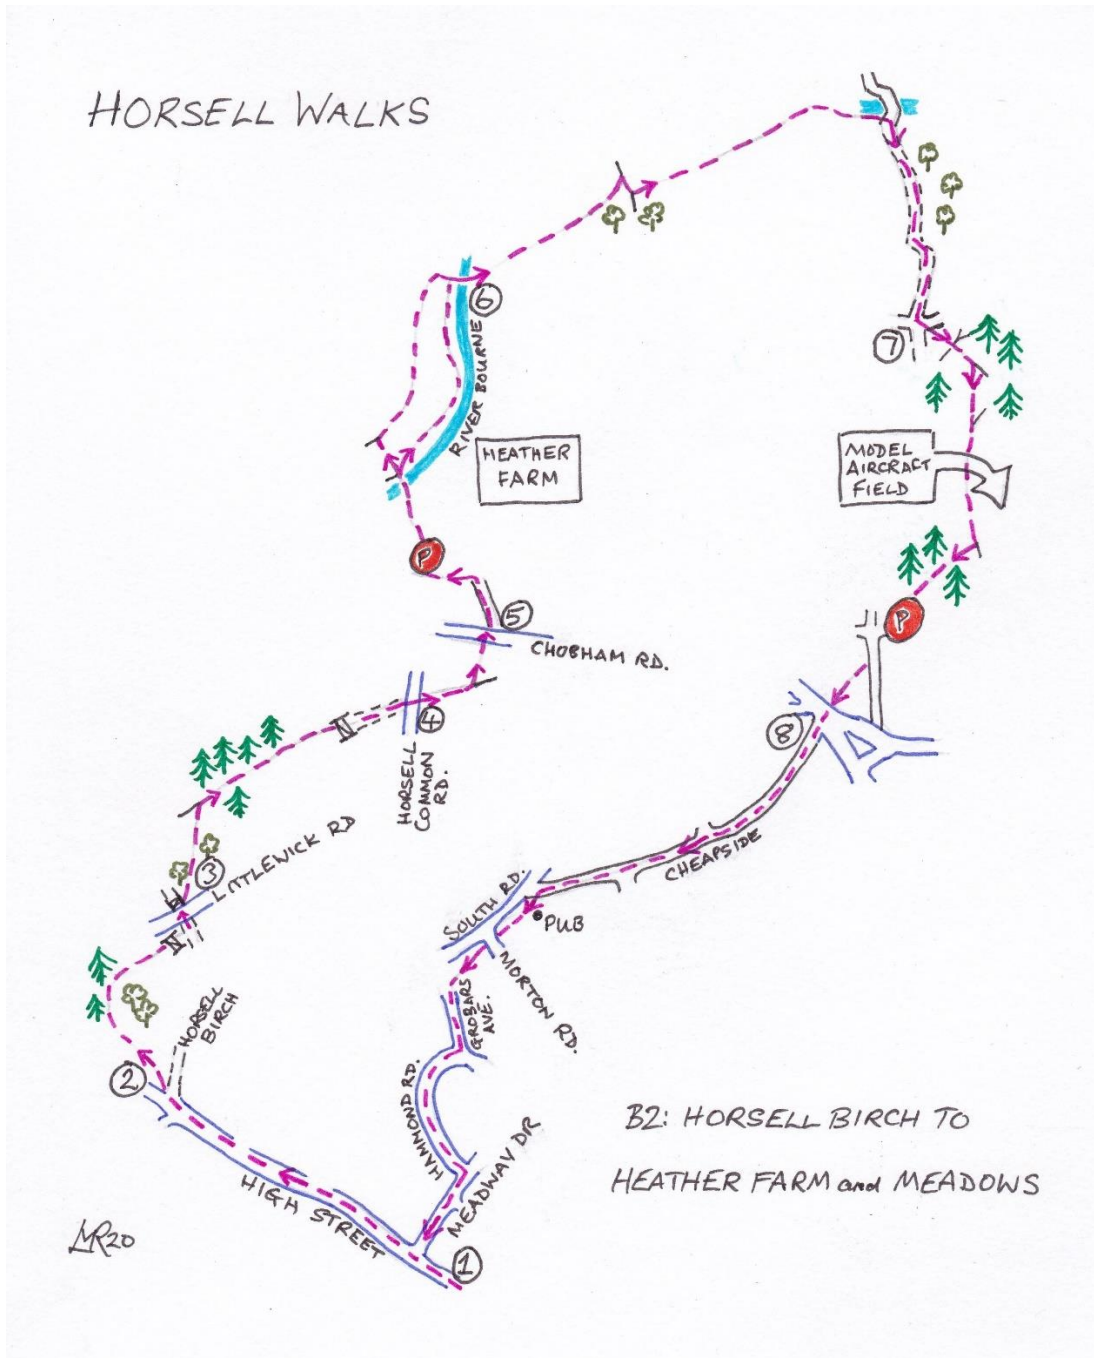 HORSELL WALKS
6
RIVER BOURNE
7
HEATHER
FARM
MODEL
AIRCRAFT
FIELD
P
5
CHOBHAM RD.
P
4
HORSELL
COMMON
RD.
8
3
LITTLEWICK RD
CHEAPSIDE
SOUTH RD.
PUB
MORTON RD.
GROBARS
AVE.
HORSELL
BIRCH
2
HAMMOND RD.
MEADWAY DR
HIGH STREET
1
B2: HORSELL BIRCH TO
HEATHER FARM and MEADOWS
MR20